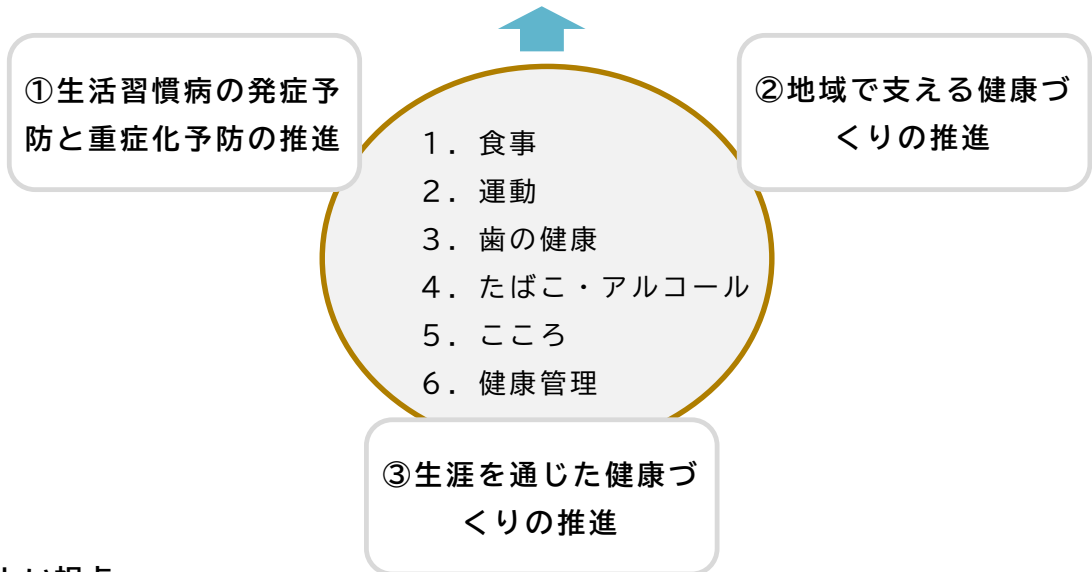 ①生活習慣病の発症予
防と重症化予防の推進
②地域で支える健康づ
くりの推進
１．食事
２．運動
３．歯の健康
４．たばこ・アルコール
５．こころ
６．健康管理
③生涯を通じた健康づ
くりの推進